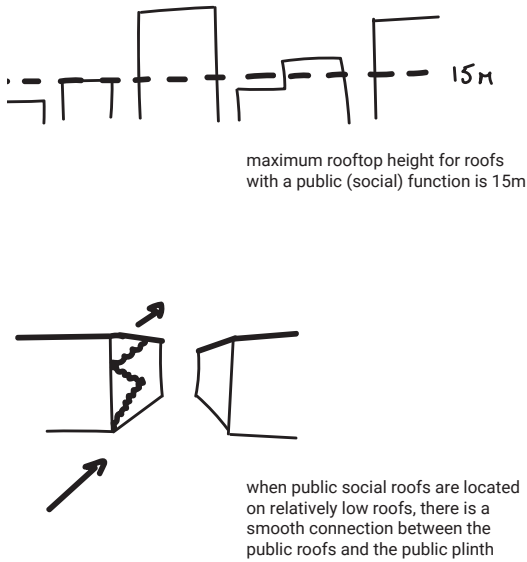 15M
maximum rooftop height for roofs
with a public (social) function is 15m
when public social roofs are located
on relatively low roofs, there is a
smooth connection between the
public roofs and the public plinth